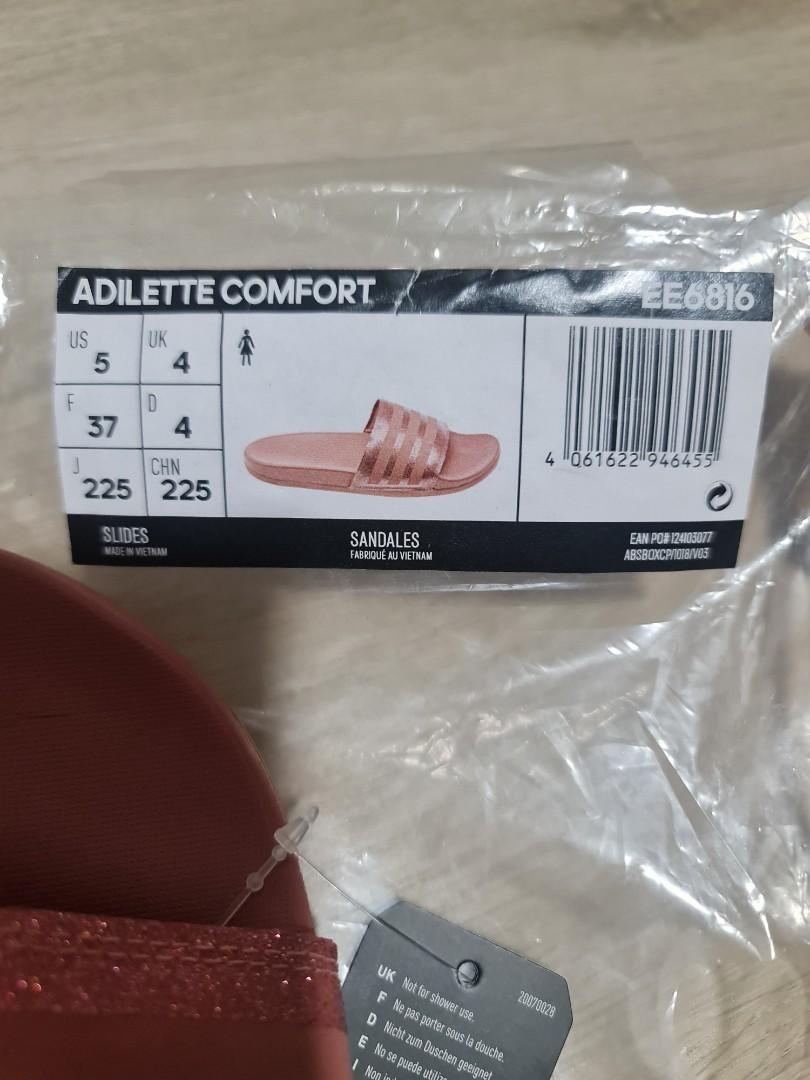 ADILETTE COMFORT EE6816
US 5 UK 4
F 37 D 4
J 225 CHN 225
4 061622 946455
SLIDES
MADE IN VIETNAM
SANDALES
FABRIQUÉ AU VIETNAM
EAN PO# 124103077
ABSBOXCP/1018/V03
20070028
UK Not for shower use.
F Ne pas porter sous la douche.
D Nicht zum Duschen geeignet
E No se puede
I Non